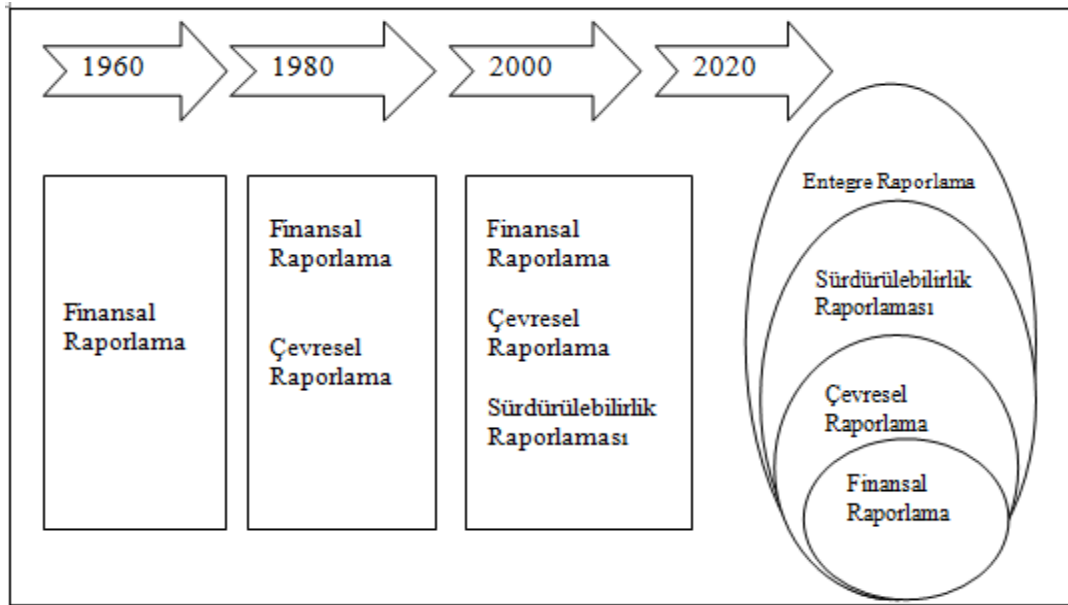 1960
1980
2000
2020
Finansal
Raporlama
Finansal
Raporlama
Çevresel
Raporlama
Finansal
Raporlama
Çevresel
Raporlama
Sürdürülebilirlik
Raporlaması
Entegre Raporlama
Sürdürülebilirlik
Raporlaması
Çevresel
Raporlama
Finansal
Raporlama